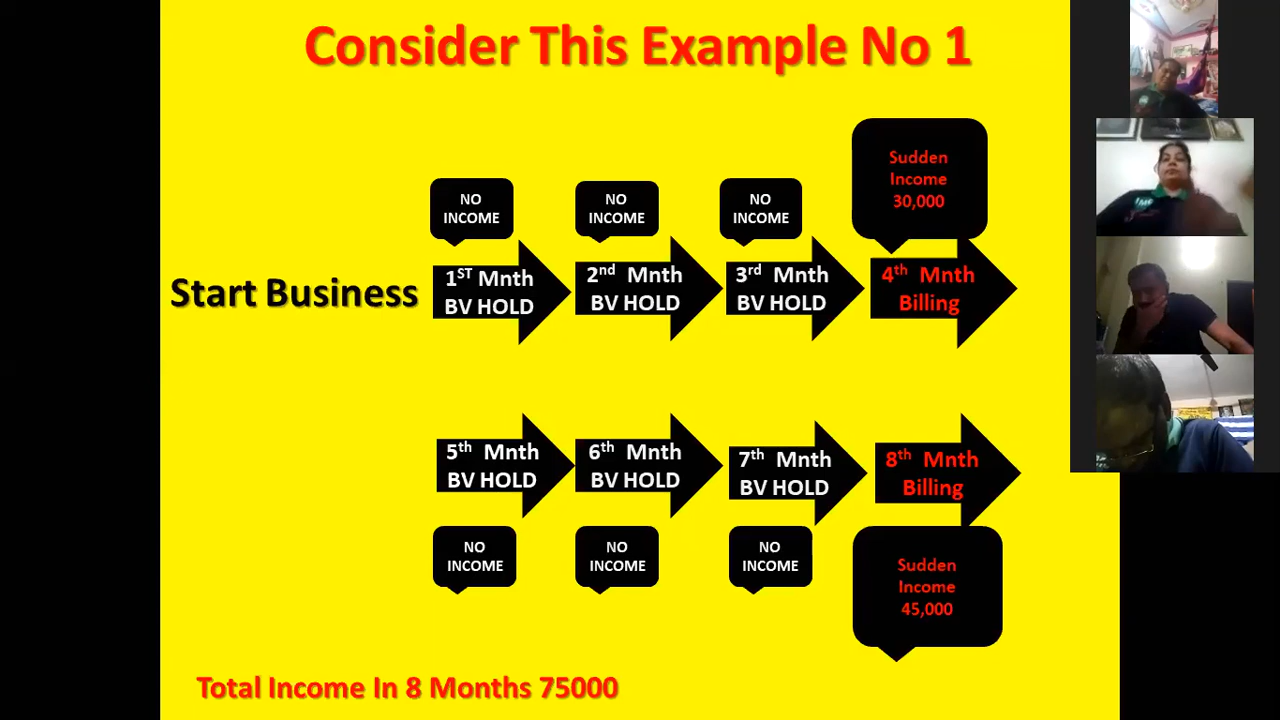 Consider This Example No 1
Sudden
Income
30,000
NO
INCOME
NO
INCOME
NO
INCOME
Start Business
1ST Mnth
BV HOLD
2nd Mnth
BV HOLD
3rd Mnth
BV HOLD
4th Mnth
Billing
5th Mnth
BV HOLD
6th Mnth
BV HOLD
7th Mnth
BV HOLD
8th Mnth
Billing
NO
INCOME
NO
INCOME
NO
INCOME
Sudden
Income
45,000
Total Income In 8 Months 75000